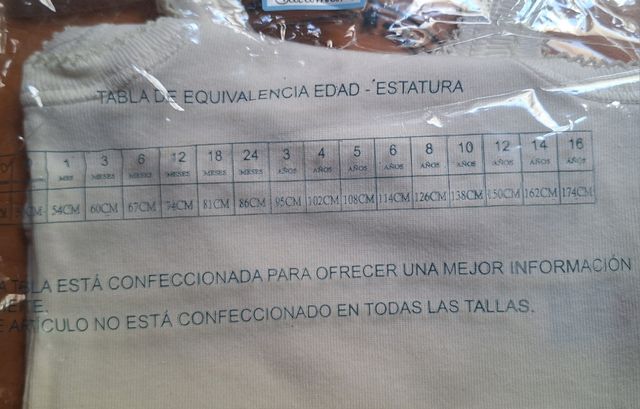 TABLA DE EQUIVALENCIA EDAD - ESTATURA
1 3 6 12 18 24 3 4 5 6 8 10 12 14 16
MES MESES MESES MESES MESES MESES AÑOS AÑOS AÑOS AÑOS AÑOS AÑOS AÑOS AÑOS AÑOS
54CM 60CM 67CM 74CM 81CM 86CM 95CM 102CM 108CM 114CM 126CM 138CM 150CM 162CM 174CM
TABLA ESTÁ CONFECCIONADA PARA OFRECER UNA MEJOR INFORMACIÓN
ARTÍCULO NO ESTÁ CONFECCIONADO EN TODAS LAS TALLAS.